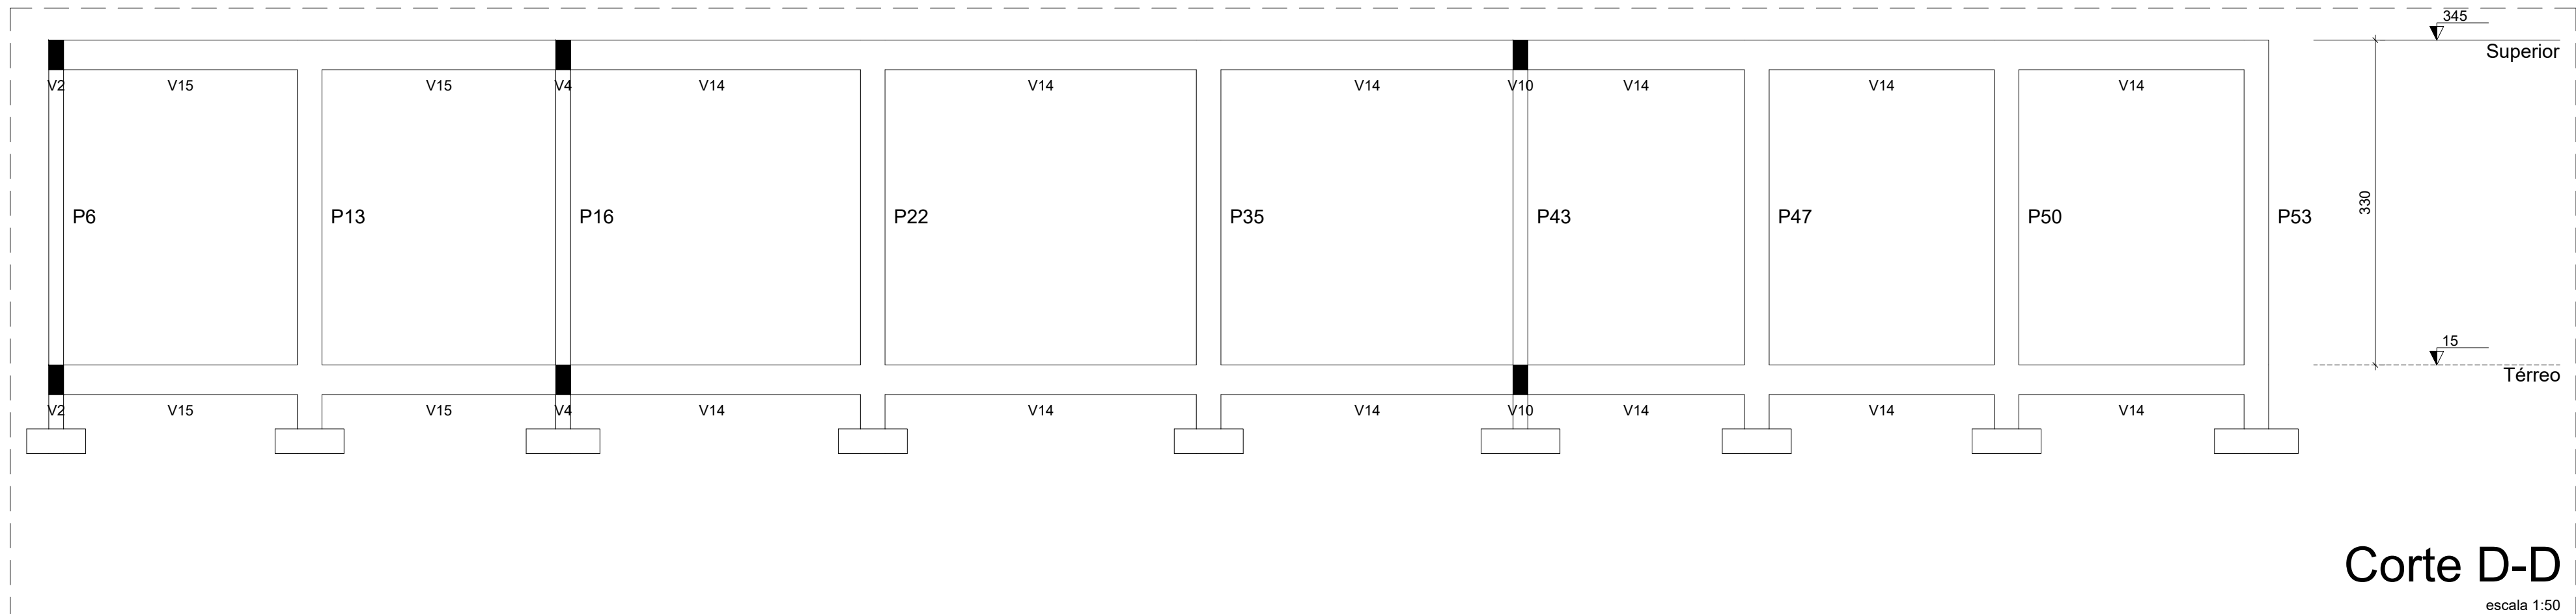 345
Superior
V2 V15 V15 V4 V14 V14 V14 V10 V14 V14 V14
P6 P13 P16 P22 P35 P43 P47 P50 P53
330
15
Térreo
V2 V15 V15 V4 V14 V14 V14 V10 V14 V14 V14
Corte D-D
escala 1:50